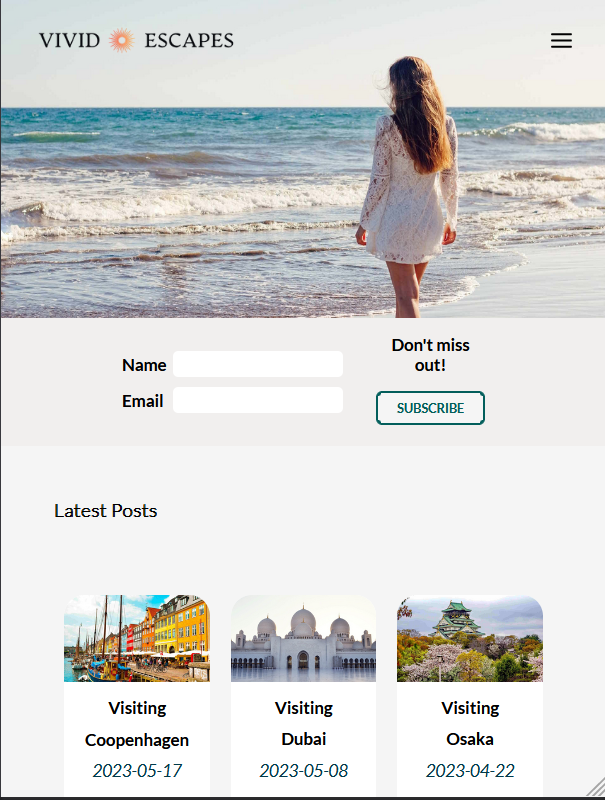 VIVID ESCAPES
Name
Email
Don't miss
out!
SUBSCRIBE
Latest Posts
Visiting
Coopenhagen
2023-05-17
Visiting
Dubai
2023-05-08
Visiting
Osaka
2023-04-22